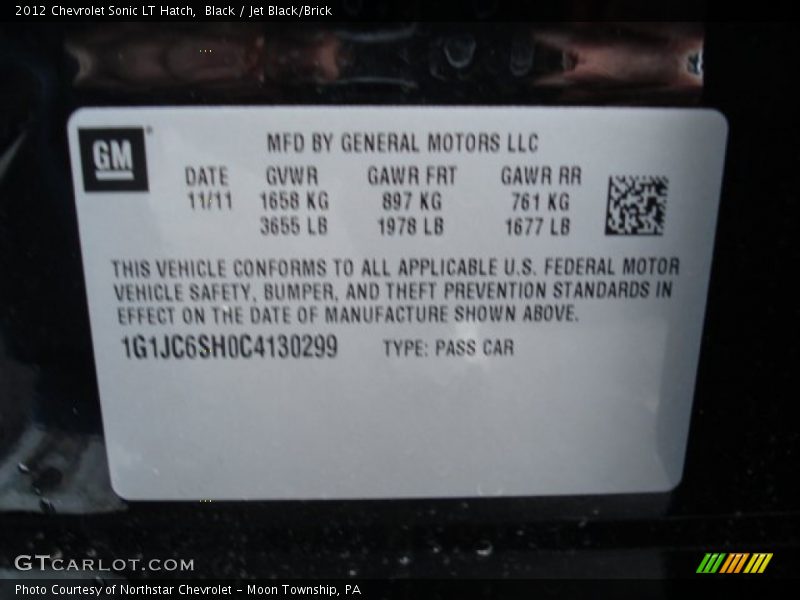 2012 Chevrolet Sonic LT Hatch,  Black / Jet Black/Brick
GM
MFD BY GENERAL MOTORS LLC
DATE GVWR GAWR FRT GAWR RR
11/11 1658 KG 897 KG 761 KG
3655 LB 1978 LB 1677 LB
THIS VEHICLE CONFORMS TO ALL APPLICABLE U.S. FEDERAL MOTOR
VEHICLE SAFETY, BUMPER, AND THEFT PREVENTION STANDARDS IN
EFFECT ON THE DATE OF MANUFACTURE SHOWN ABOVE.
1G1JC6SH0C4130299 TYPE: PASS CAR
GTCARLOT.COM
Photo Courtesy of Northstar Chevrolet - Moon Township, PA